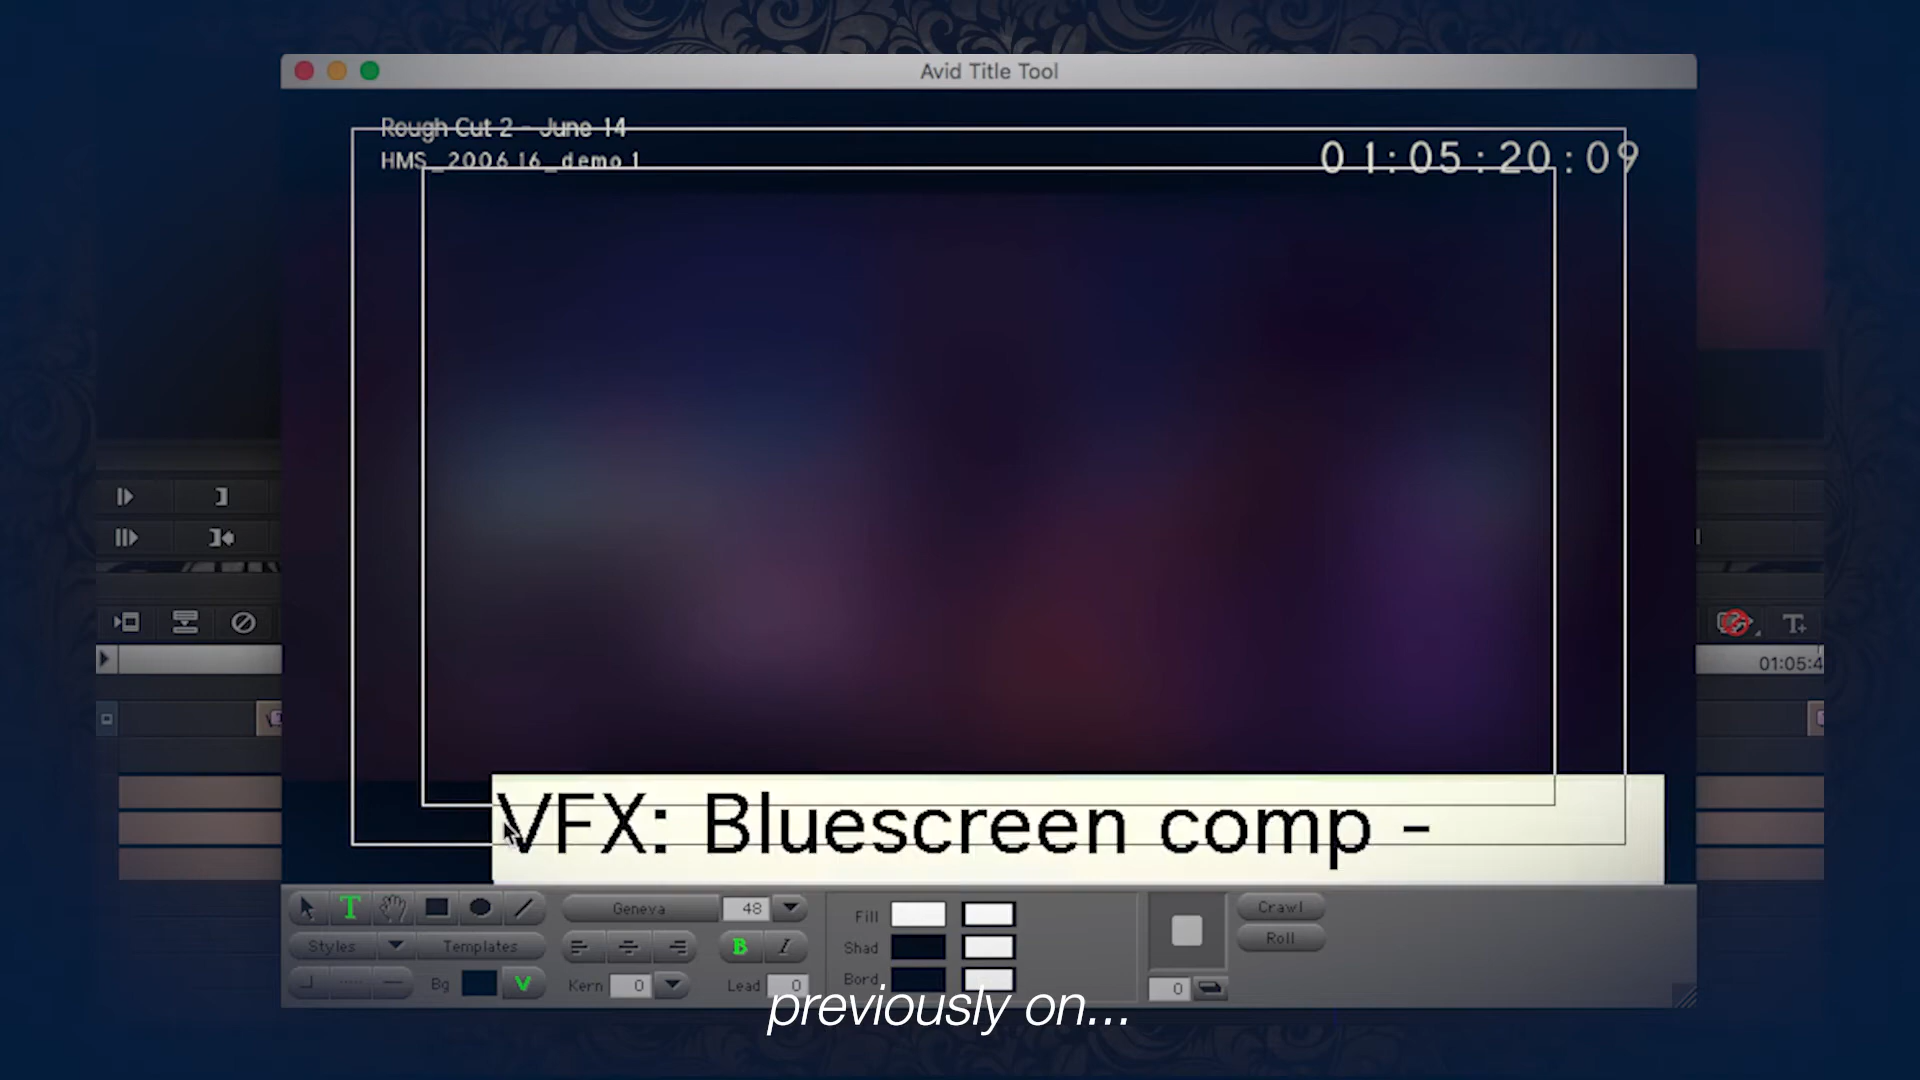 Avid Title Tool
Rough Cut 2 - June 14
HMS_200616_demo1
01:05:20:09
01:05:4
VFX: Bluescreen comp -
T
Geneva
48
Fill
Crawl
Styles
Templates
B
I
Shad
Roll
Bg
V
Kern
0
Lead
0
Bord
0
previously on...